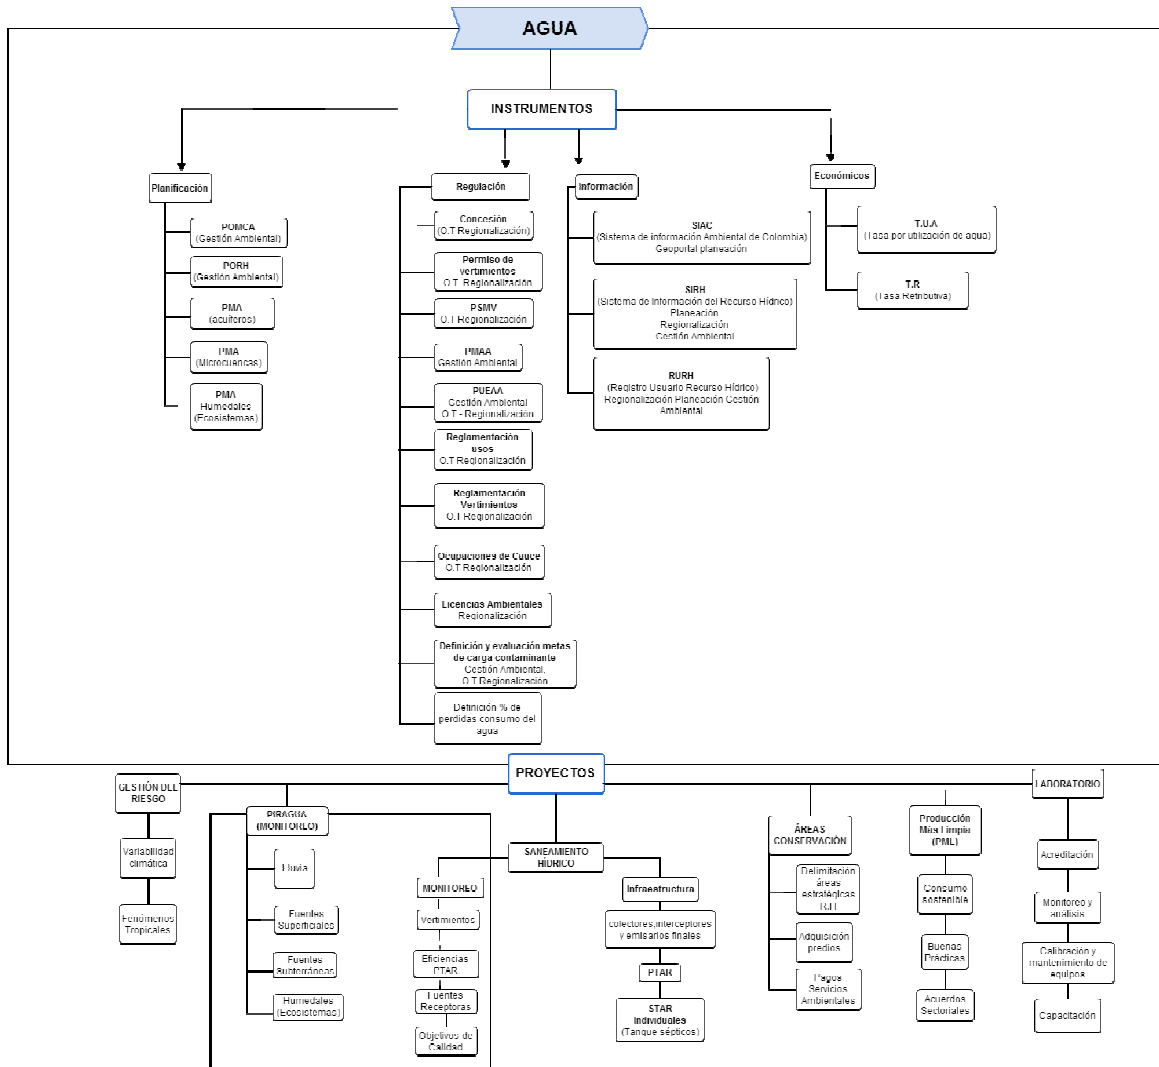 AGUA
INSTRUMENTOS
Planificación
POMCA
(Gestión Ambiental)
PORH
(Gestión Ambiental)
PMA
(acuíferos)
PMA
(Microcuencas)
PMA
Humedales
(Ecosistemas)
Regulación
Concesión
(O.T Regionalización)
Permiso de
vertimientos
O.T. Regionalización)
PSMV
O.T Regionalización)
PMAA
Gestión Ambiental
PUEAA
Gestión Ambiental
O.T - Regionalización)
Reglamentación
usos
O.T Regionalización)
Reglamentación
Vertimientos
O.T Regionalización)
Ocupaciones de Cauce
O.T Regionalización)
Licencias Ambientales
Regionalización)
Definición y evaluación metas
de carga contaminante
Gestión Ambiental,
O.T Regionalización)
Definición % de
perdidas consumo del
agua
Información
SIAC
(Sistema de información Ambiental de Colombia)
Geoportal planeación
SIRH
(Sistema de Información del Recurso Hídrico)
Planeación
Regionalización
Gestión Ambiental
RURH
(Registro Usuario Recurso Hídrico)
Regionalización Planeación Gestión
Ambiental
Económicos
T.U.A
(Tasa por utilización de agua)
T.R
(Tasa Retributiva)
PROYECTOS
GESTIÓN DEL
RIESGO
Variabilidad
climática
Fenómenos
Tropicales
PIRAGUA
(MONITOREO)
Lluvia
Fuentes
Superficiales
Fuentes
Subterráneas
Humedales
(Ecosistemas)
SANEAMIENTO
HÍDRICO
MONITOREO
Vertimientos
Eficiencias
PTAR
Fuentes
Receptoras
Objetivos de
Calidad
Infraestructura
colectores,interceptores
y emisarios finales
PTAR
STAR
Individuales
(Tanque sépticos)
ÁREAS
CONSERVACIÓN
Delimitación
áreas
estratégicas
R.H
Adquisición
predios
Pagos
Servicios
Ambientales
Producción
Más Limpia
(PML)
Consumo
sostenible
Buenas
Prácticas
Acuerdos
Sectoriales
LABORATORIO
Acreditación
Monitoreo y
análisis
Calibración y
mantenimiento de
equipos
Capacitación